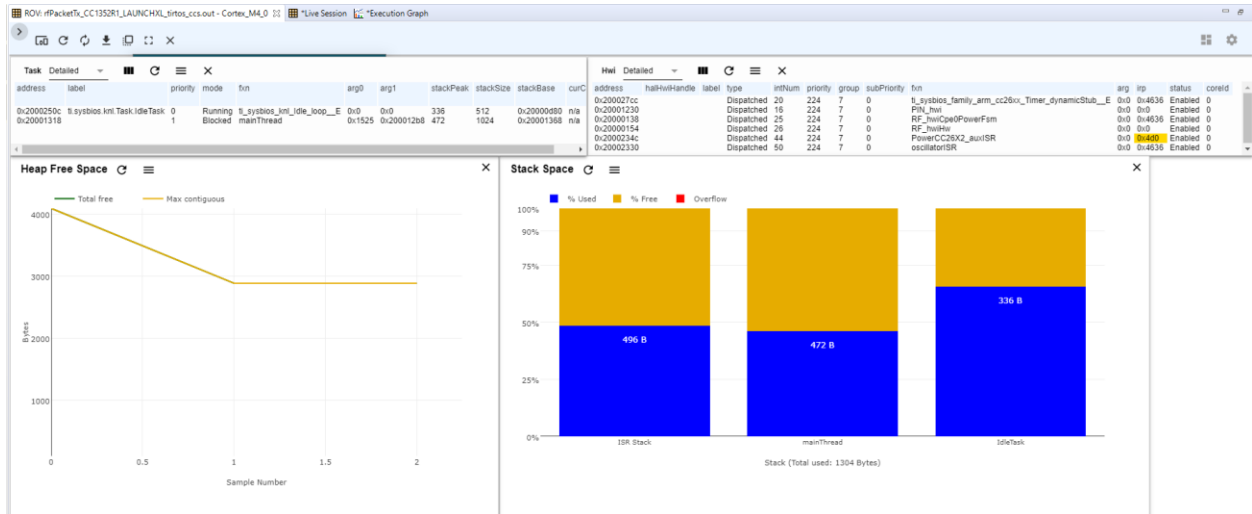 ROV: rfPacketTx_CC1352R1_LAUNCHXL_tirtos_ccs.out - Cortex_M4_0 *Live Session *Execution Graph
Task Detailed
address label priority mode fxn arg0 arg1 stackPeak stackSize stackBase curC
0x2000250c ti.sysbios.knl.Task.IdleTask 0 Running ti_sysbios_knl_Idle_loop__E 0x0 0x0 336 512 0x20000d80 n/a
0x20001318 1 Blocked mainThread 0x1525 0x200012b8 472 1024 0x20001368 n/a
Hwi Detailed
address halHwiHandle label type intNum priority group subPriority fxn arg irp status coreId
0x200027cc Dispatched 20 224 7 0 ti_sysbios_family_arm_cc26xx_Timer_dynamicStub__E 0x0 0x4636 Enabled 0
0x20001230 Dispatched 16 224 7 0 PIN_hwi 0x0 0x0 Enabled 0
0x20000138 Dispatched 25 224 7 0 RF_hwiCpe0PowerFsm 0x0 0x4636 Enabled 0
0x20000154 Dispatched 26 224 7 0 RF_hwiHw 0x0 0x0 Enabled 0
0x2000234c Dispatched 44 224 7 0 PowerCC26X2_auxISR 0x0 0x4d0 Enabled 0
0x20002330 Dispatched 50 224 7 0 oscillatorISR 0x0 0x4636 Enabled 0
Heap Free Space
Total free Max contiguous
4000
3000
2000
1000
Bytes
0 0.5 1 1.5 2
Sample Number
Stack Space
% Used % Free Overflow
100%
90%
75%
50%
25%
0%
496 B 472 B 336 B
ISR Stack mainThread IdleTask
Stack (Total used: 1304 Bytes)